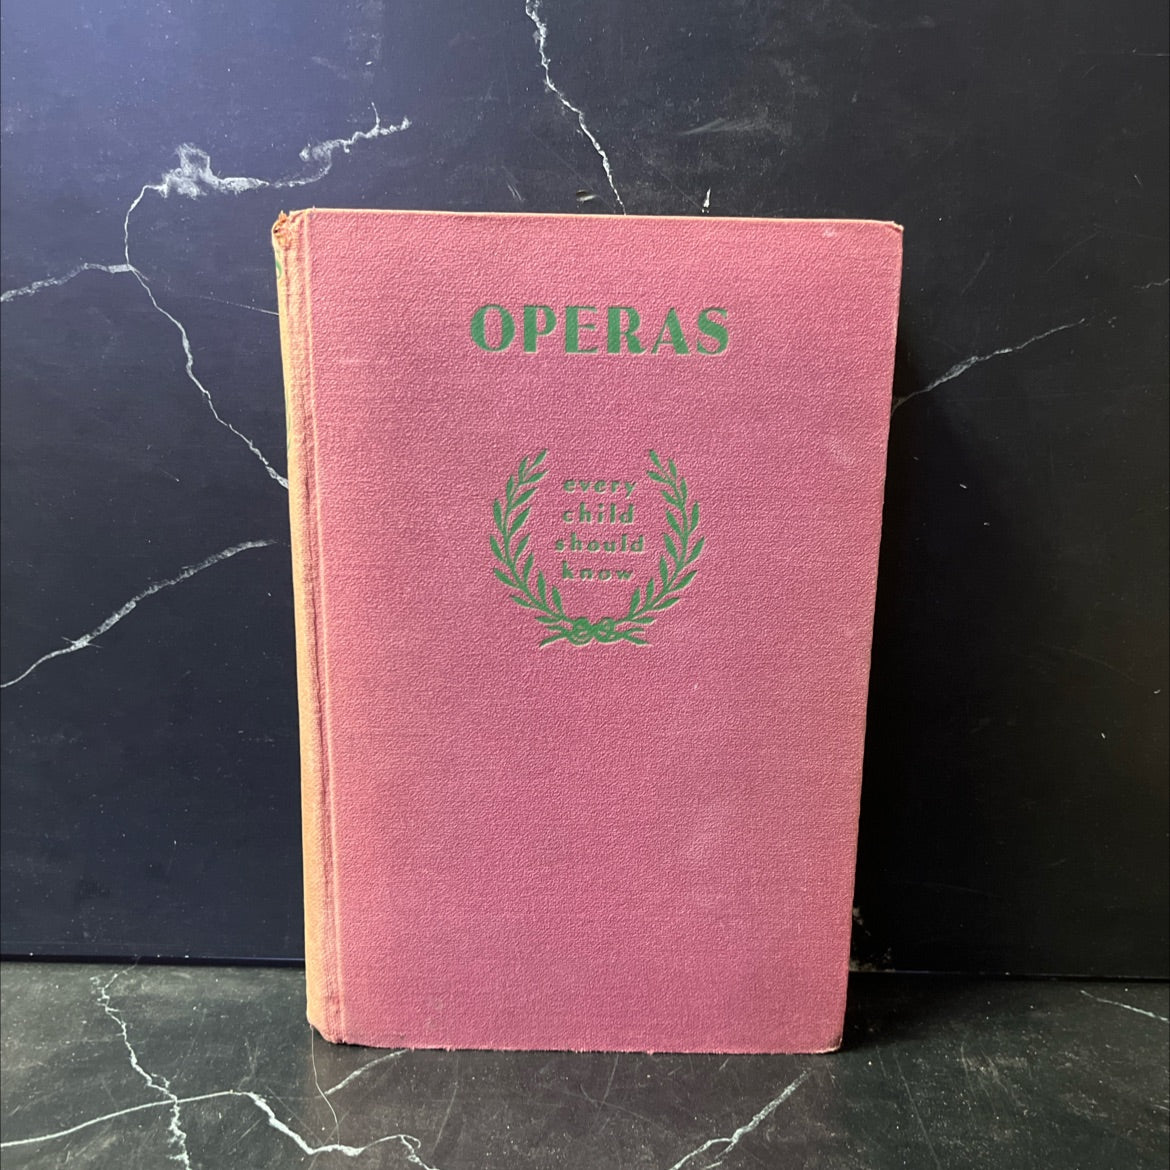 OPERAS
every
child
should
know